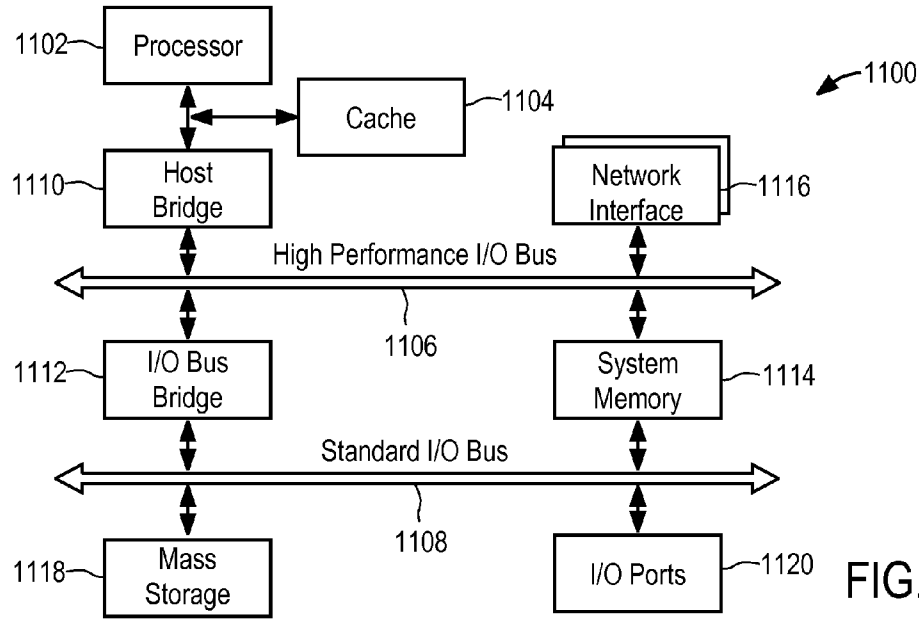 1102
Processor
1100
1104
Cache
1110
Host
Bridge
Network
Interface
1116
High Performance I/O Bus
1106
1112
I/O Bus
Bridge
System
Memory
1114
Standard I/O Bus
1108
1118
Mass
Storage
I/O Ports
1120
FIG.